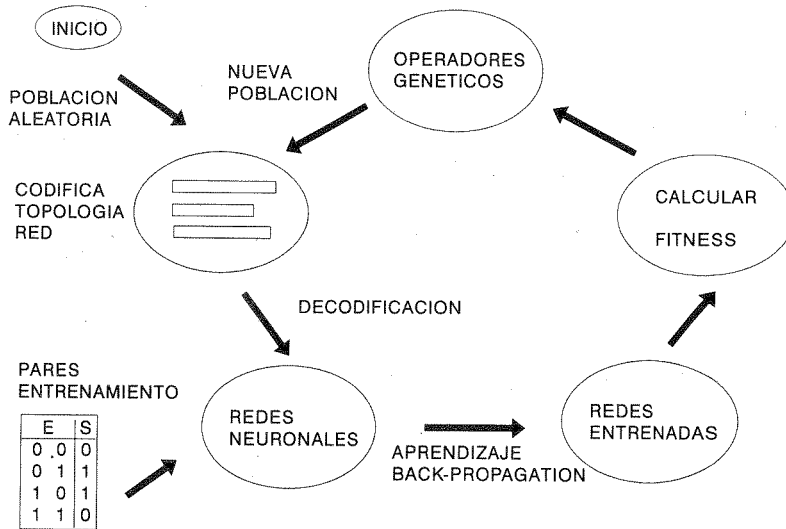 INICIO
POBLACION
ALEATORIA
NUEVA
POBLACION
OPERADORES
GENETICOS
CODIFICA
TOPOLOGIA
RED
CALCULAR
FITNESS
DECODIFICACION
PARES
ENTRENAMIENTO
E S
0 0 0
0 1 1
1 0 1
1 1 0
REDES
NEURONALES
APRENDIZAJE
BACK-PROPAGATION
REDES
ENTRENADAS